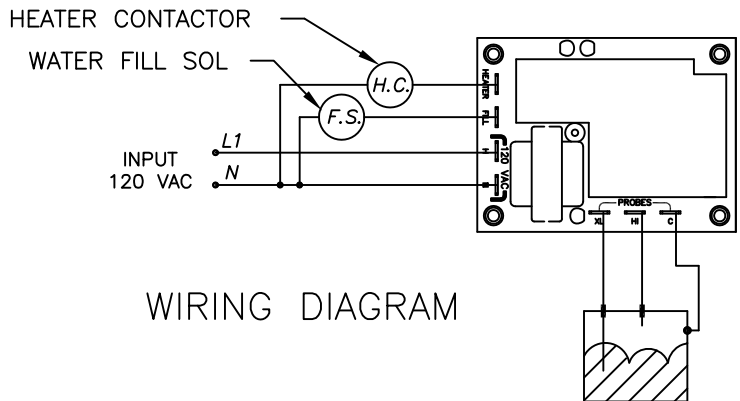 HEATER CONTACTOR
WATER FILL SOL
H.C.
F.S.
HEATER
FILL
L1
N
INPUT
120 VAC
H
120 VAC
N
PROBES
XL
HI
C
WIRING DIAGRAM